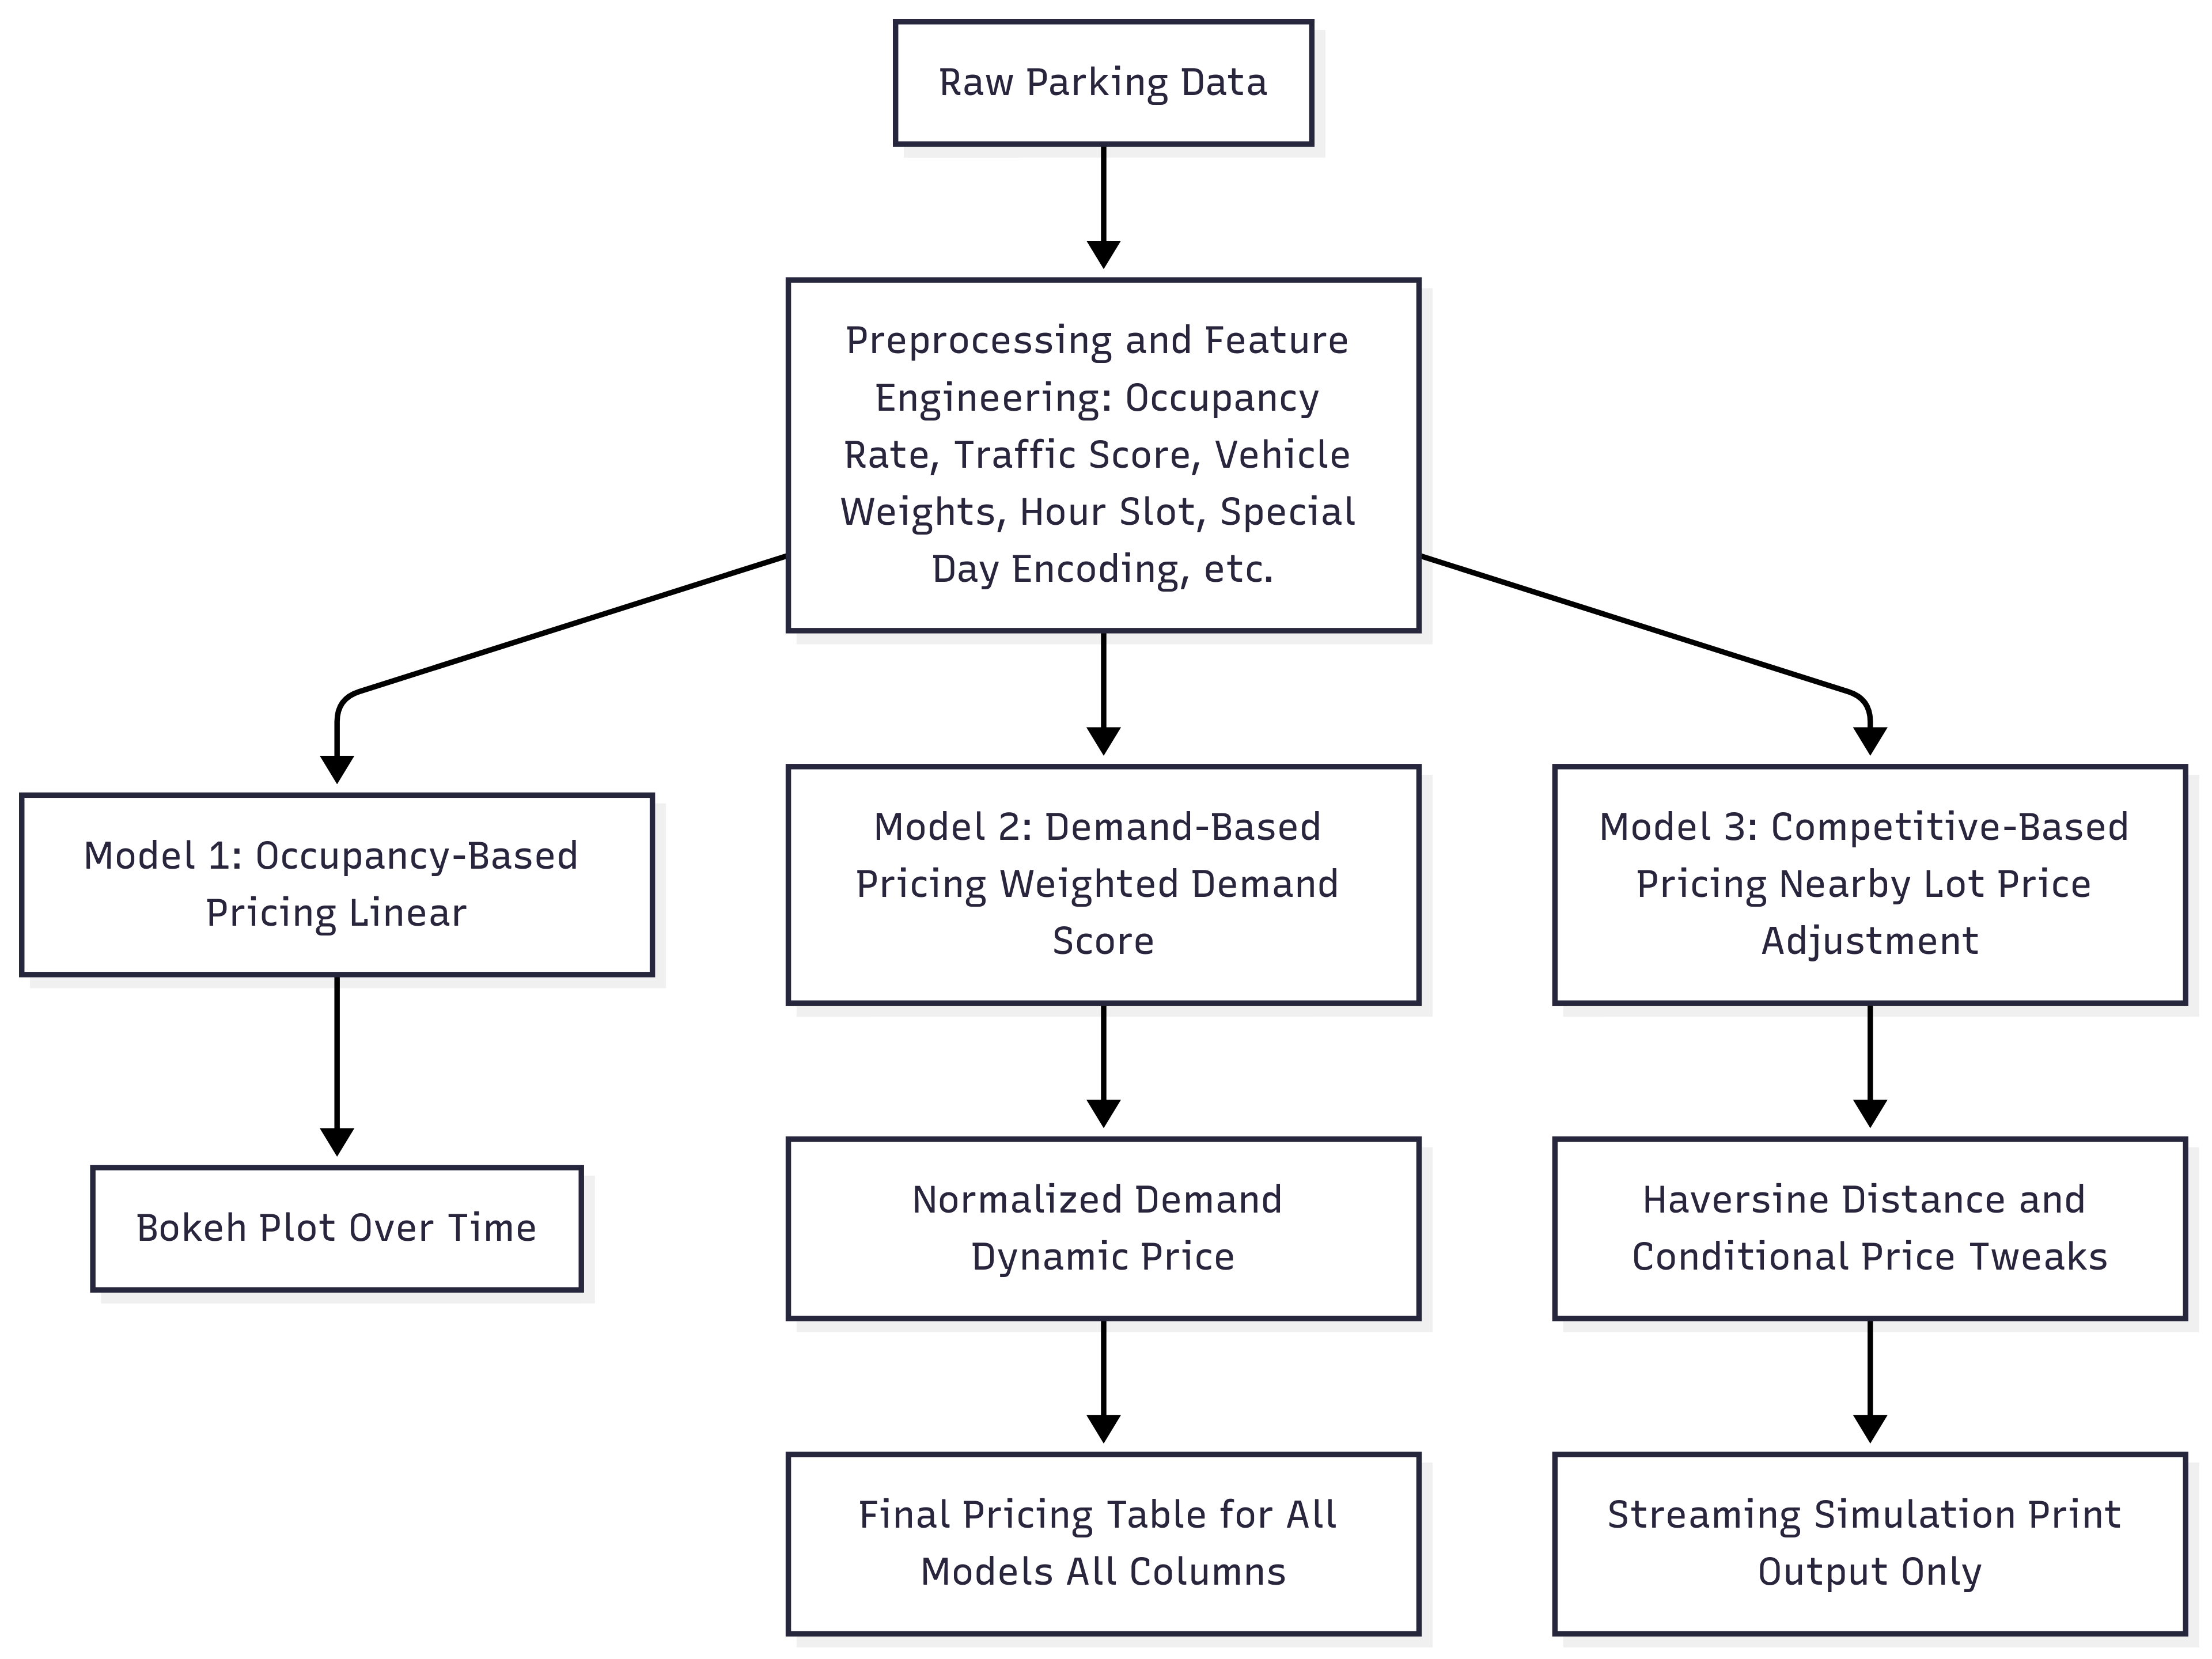 Raw Parking Data
Preprocessing and Feature
Engineering: Occupancy
Rate, Traffic Score, Vehicle
Weights, Hour Slot, Special
Day Encoding, etc.
Model 1: Occupancy-Based
Pricing Linear
Model 2: Demand-Based
Pricing Weighted Demand
Score
Model 3: Competitive-Based
Pricing Nearby Lot Price
Adjustment
Bokeh Plot Over Time
Normalized Demand
Dynamic Price
Haversine Distance and
Conditional Price Tweaks
Final Pricing Table for All
Models All Columns
Streaming Simulation Print
Output Only